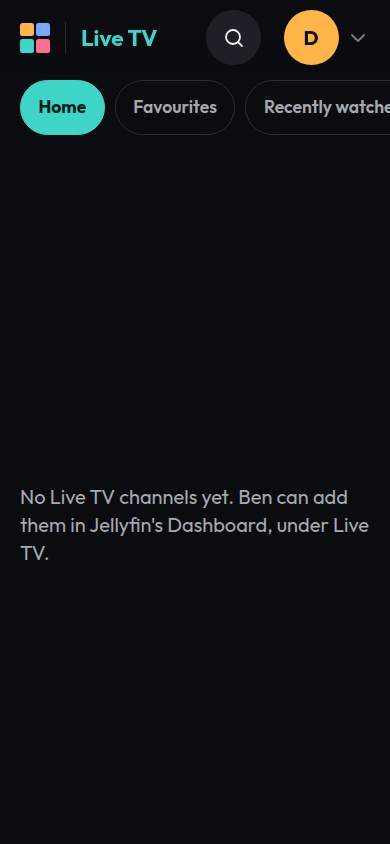 Live TV
D
Home
Favourites
Recently watche
No Live TV channels yet. Ben can add
them in Jellyfin's Dashboard, under Live
TV.